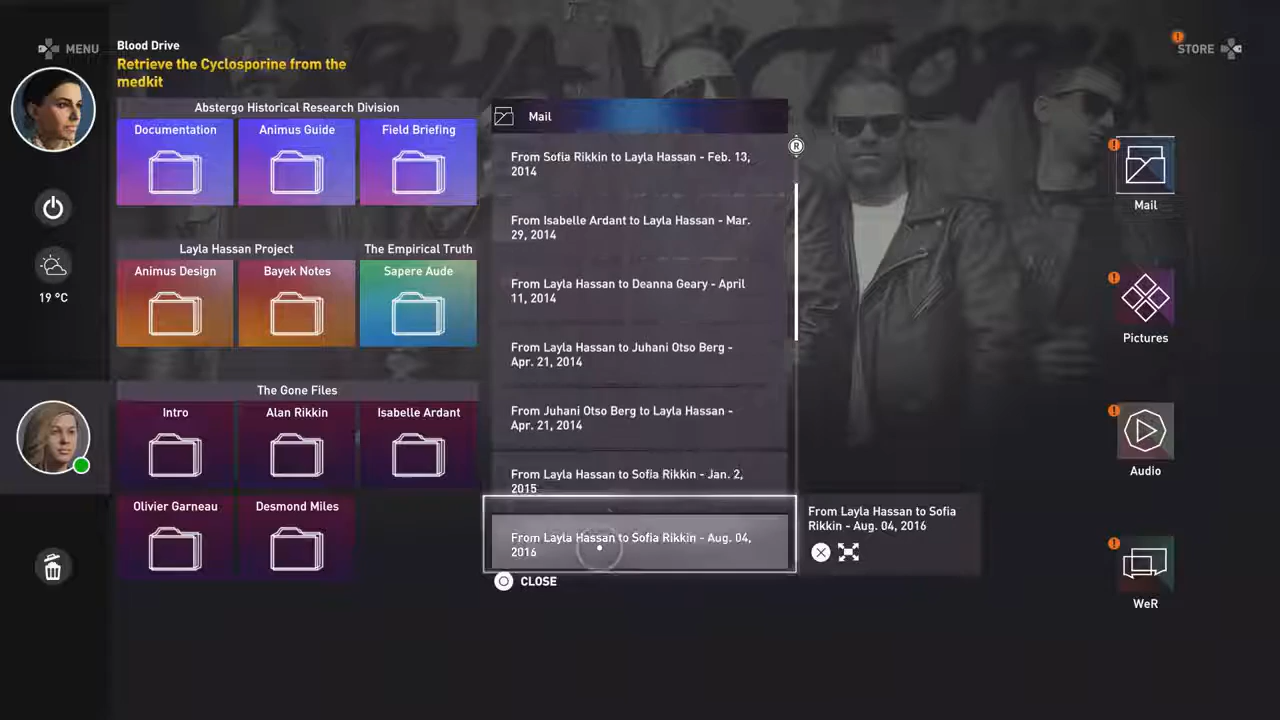 MENU
Blood Drive
Retrieve the Cyclosporine from the
medkit
STORE
Abstergo Historical Research Division
Documentation
Animus Guide
Field Briefing
Layla Hassan Project
The Empirical Truth
Animus Design
Bayek Notes
Sapere Aude
19 °C
The Gone Files
Intro
Alan Rikkin
Isabelle Ardant
Olivier Garneau
Desmond Miles
Mail
R
From Sofia Rikkin to Layla Hassan - Feb. 13,
2014
From Isabelle Ardant to Layla Hassan - Mar.
29, 2014
From Layla Hassan to Deanna Geary - April
11, 2014
From Layla Hassan to Juhani Otso Berg -
Apr. 21, 2014
From Juhani Otso Berg to Layla Hassan -
Apr. 21, 2014
From Layla Hassan to Sofia Rikkin - Jan. 2,
2015
From Layla Hassan to Sofia Rikkin - Aug. 04,
2016
CLOSE
From Layla Hassan to Sofia
Rikkin - Aug. 04, 2016
Mail
Pictures
Audio
WeR